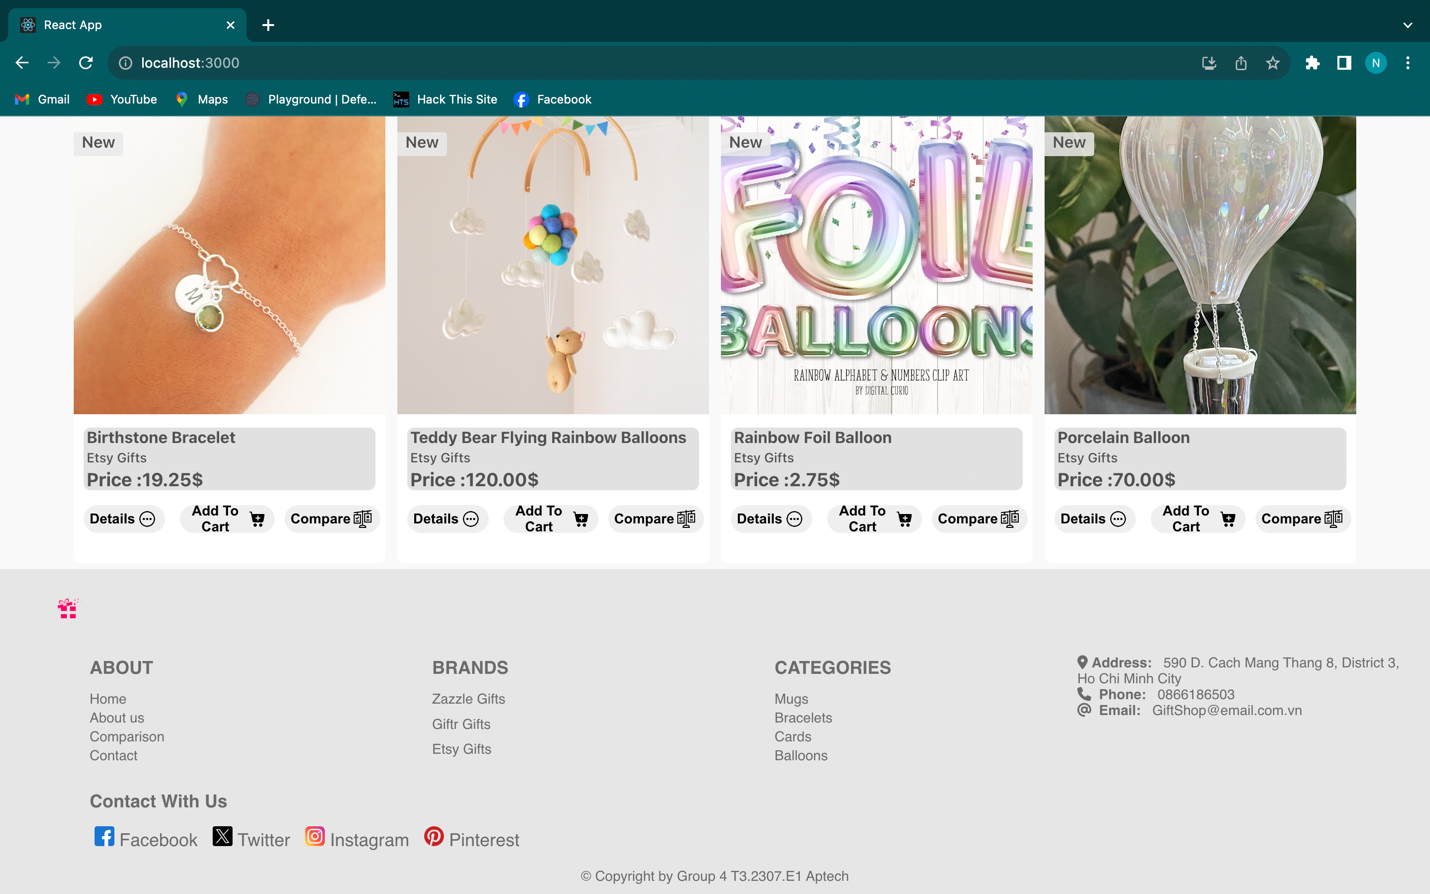 React App
localhost:3000
N
Gmail
YouTube
Maps
Playground | Defe...
HTS
Hack This Site
Facebook
New
New
New
New
M
FOIL
BALLOONS
RAINBOW ALPHABET & NUMBERS CLIP ART
BY DIGITAL CURIO
Birthstone Bracelet
Etsy Gifts
Price :19.25$
Details
Add To
Cart
Compare
Teddy Bear Flying Rainbow Balloons
Etsy Gifts
Price :120.00$
Details
Add To
Cart
Compare
Rainbow Foil Balloon
Etsy Gifts
Price :2.75$
Details
Add To
Cart
Compare
Porcelain Balloon
Etsy Gifts
Price :70.00$
Details
Add To
Cart
Compare
ABOUT
Home
About us
Comparison
Contact
BRANDS
Zazzle Gifts
Giftr Gifts
Etsy Gifts
CATEGORIES
Mugs
Bracelets
Cards
Balloons
Address: 590 D. Cach Mang Thang 8, District 3,
Ho Chi Minh City
Phone: 0866186503
Email: GiftShop@email.com.vn
Contact With Us
Facebook Twitter Instagram Pinterest
© Copyright by Group 4 T3.2307.E1 Aptech